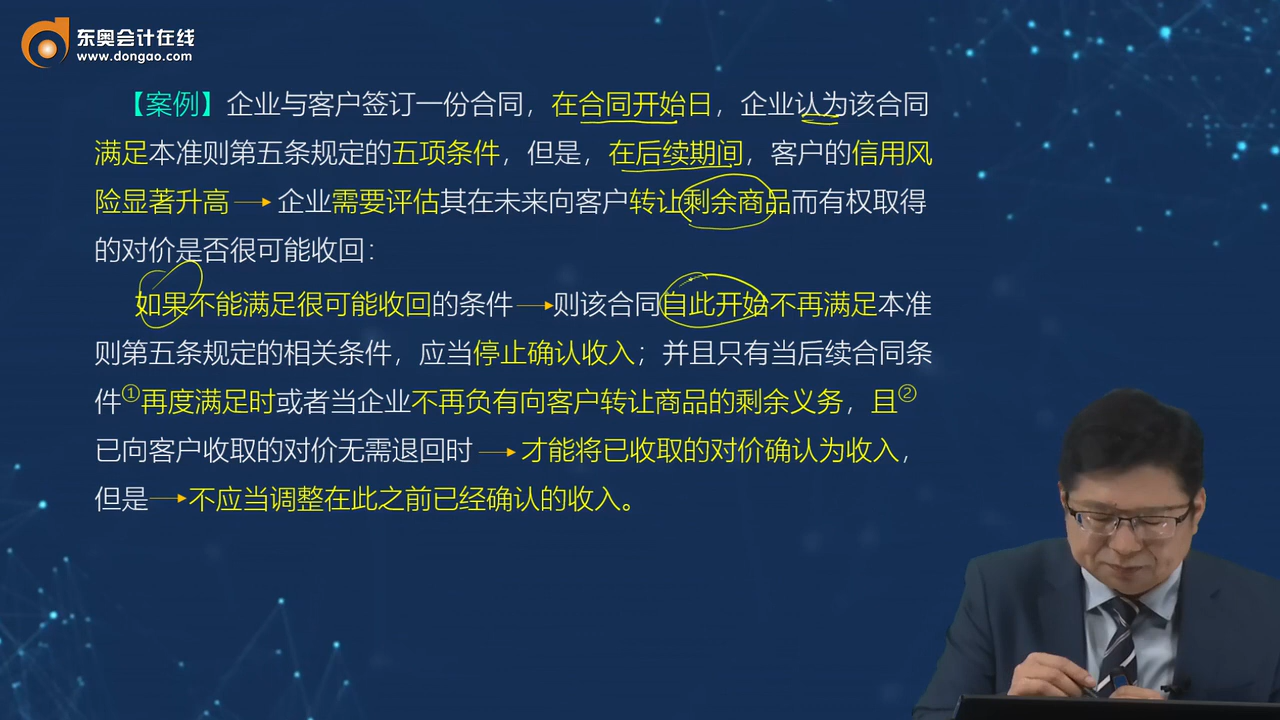 东奥会计在线
www.dongao.com
【案例】企业与客户签订一份合同，在合同开始日，企业认为该合同
满足本准则第五条规定的五项条件，但是，在后续期间，客户的信用风
险显著升高→企业需要评估其在未来向客户转让剩余商品而有权取得
的对价是否很可能收回：
如果不能满足很可能收回的条件→则该合同自此开始不再满足本准
则第五条规定的相关条件，应当停止确认收入；并且只有当后续合同条
件①再度满足时或者当企业不再负有向客户转让商品的剩余义务，且②
已向客户收取的对价无需退回时→才能将已收取的对价确认为收入，
但是→不应当调整在此之前已经确认的收入。